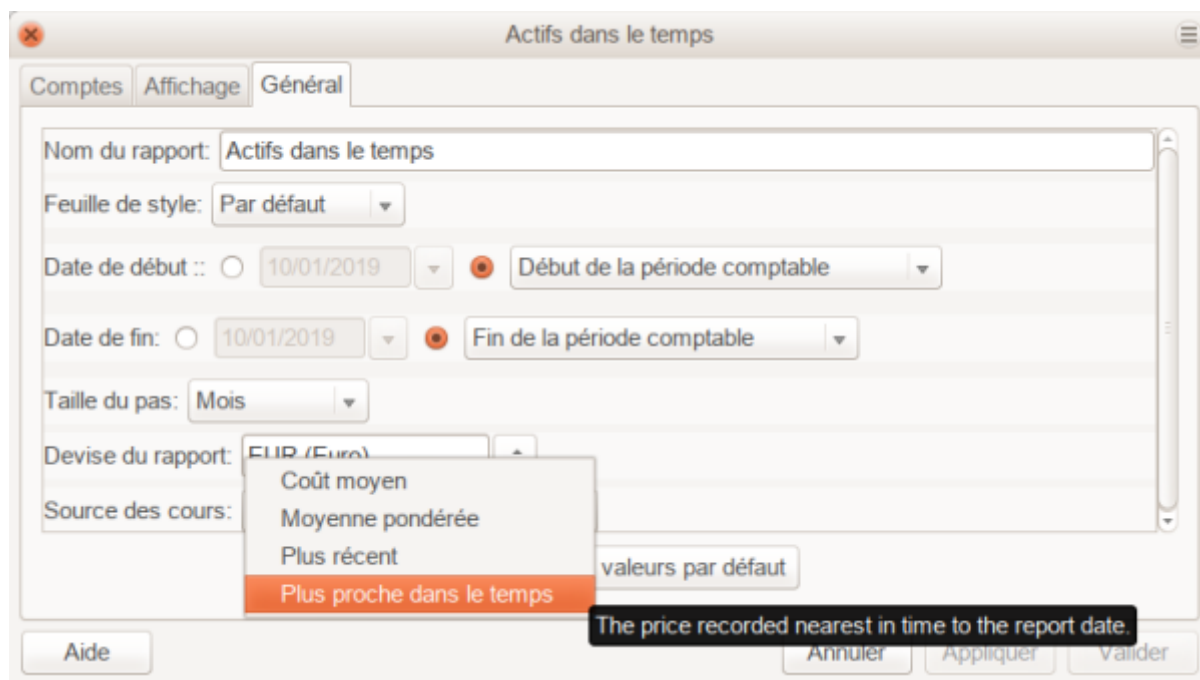 Actifs dans le temps
Comptes Affichage Général
Nom du rapport: Actifs dans le temps
Feuille de style: Par défaut
Date de début :: 10/01/2019 Début de la période comptable
Date de fin: 10/01/2019 Fin de la période comptable
Taille du pas: Mois
Devise du rapport: EUR (Euro)
Coût moyen
Source des cours:
Moyenne pondérée
Plus récent
valeurs par défaut
Plus proche dans le temps
The price recorded nearest in time to the report date.
Aide Annuler Appliquer Valider